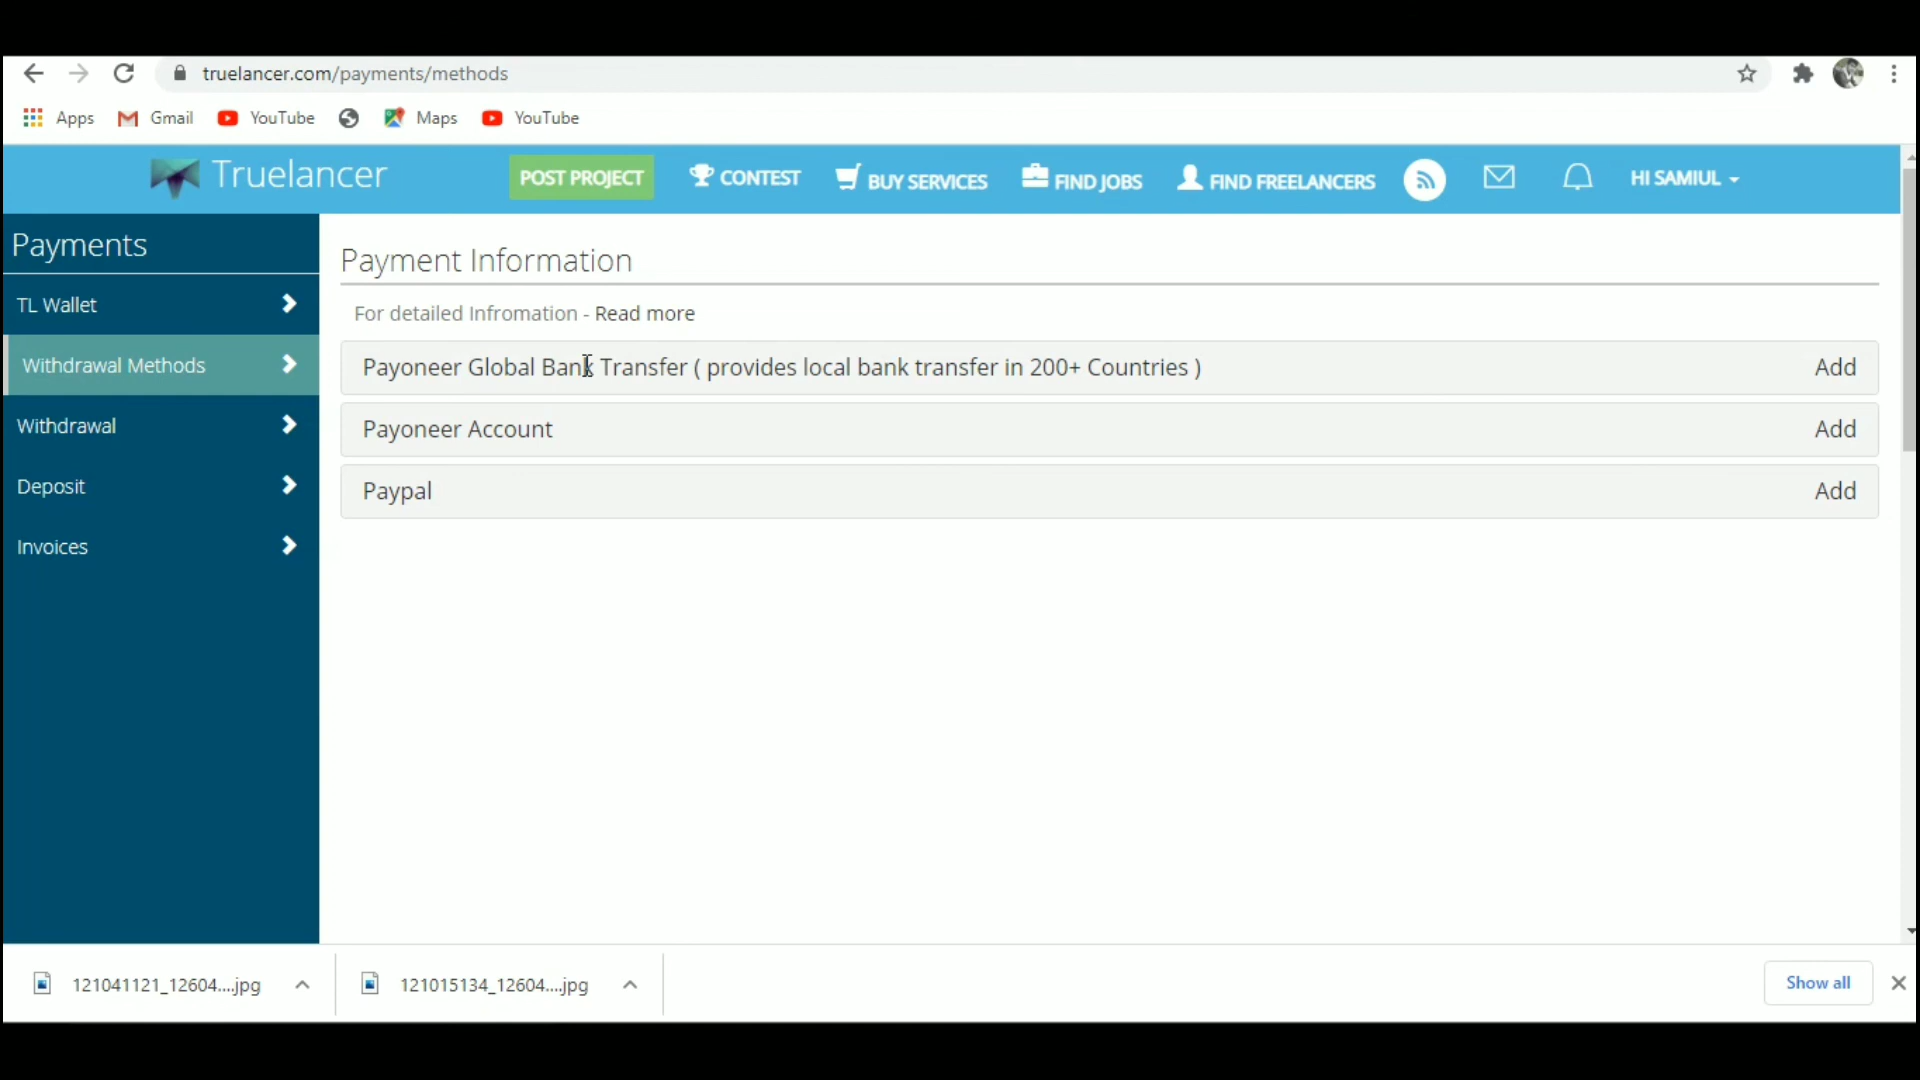 truelancer.com/payments/methods
Apps Gmail YouTube Maps YouTube
Truelancer POST PROJECT CONTEST BUY SERVICES FIND JOBS FIND FREELANCERS HI SAMIUL
Payments
TL Wallet
Withdrawal Methods
Withdrawal
Deposit
Invoices
Payment Information
For detailed Infromation - Read more
Payoneer Global Bank Transfer ( provides local bank transfer in 200+ Countries ) Add
Payoneer Account Add
Paypal Add
121041121_12604....jpg 121015134_12604....jpg Show all